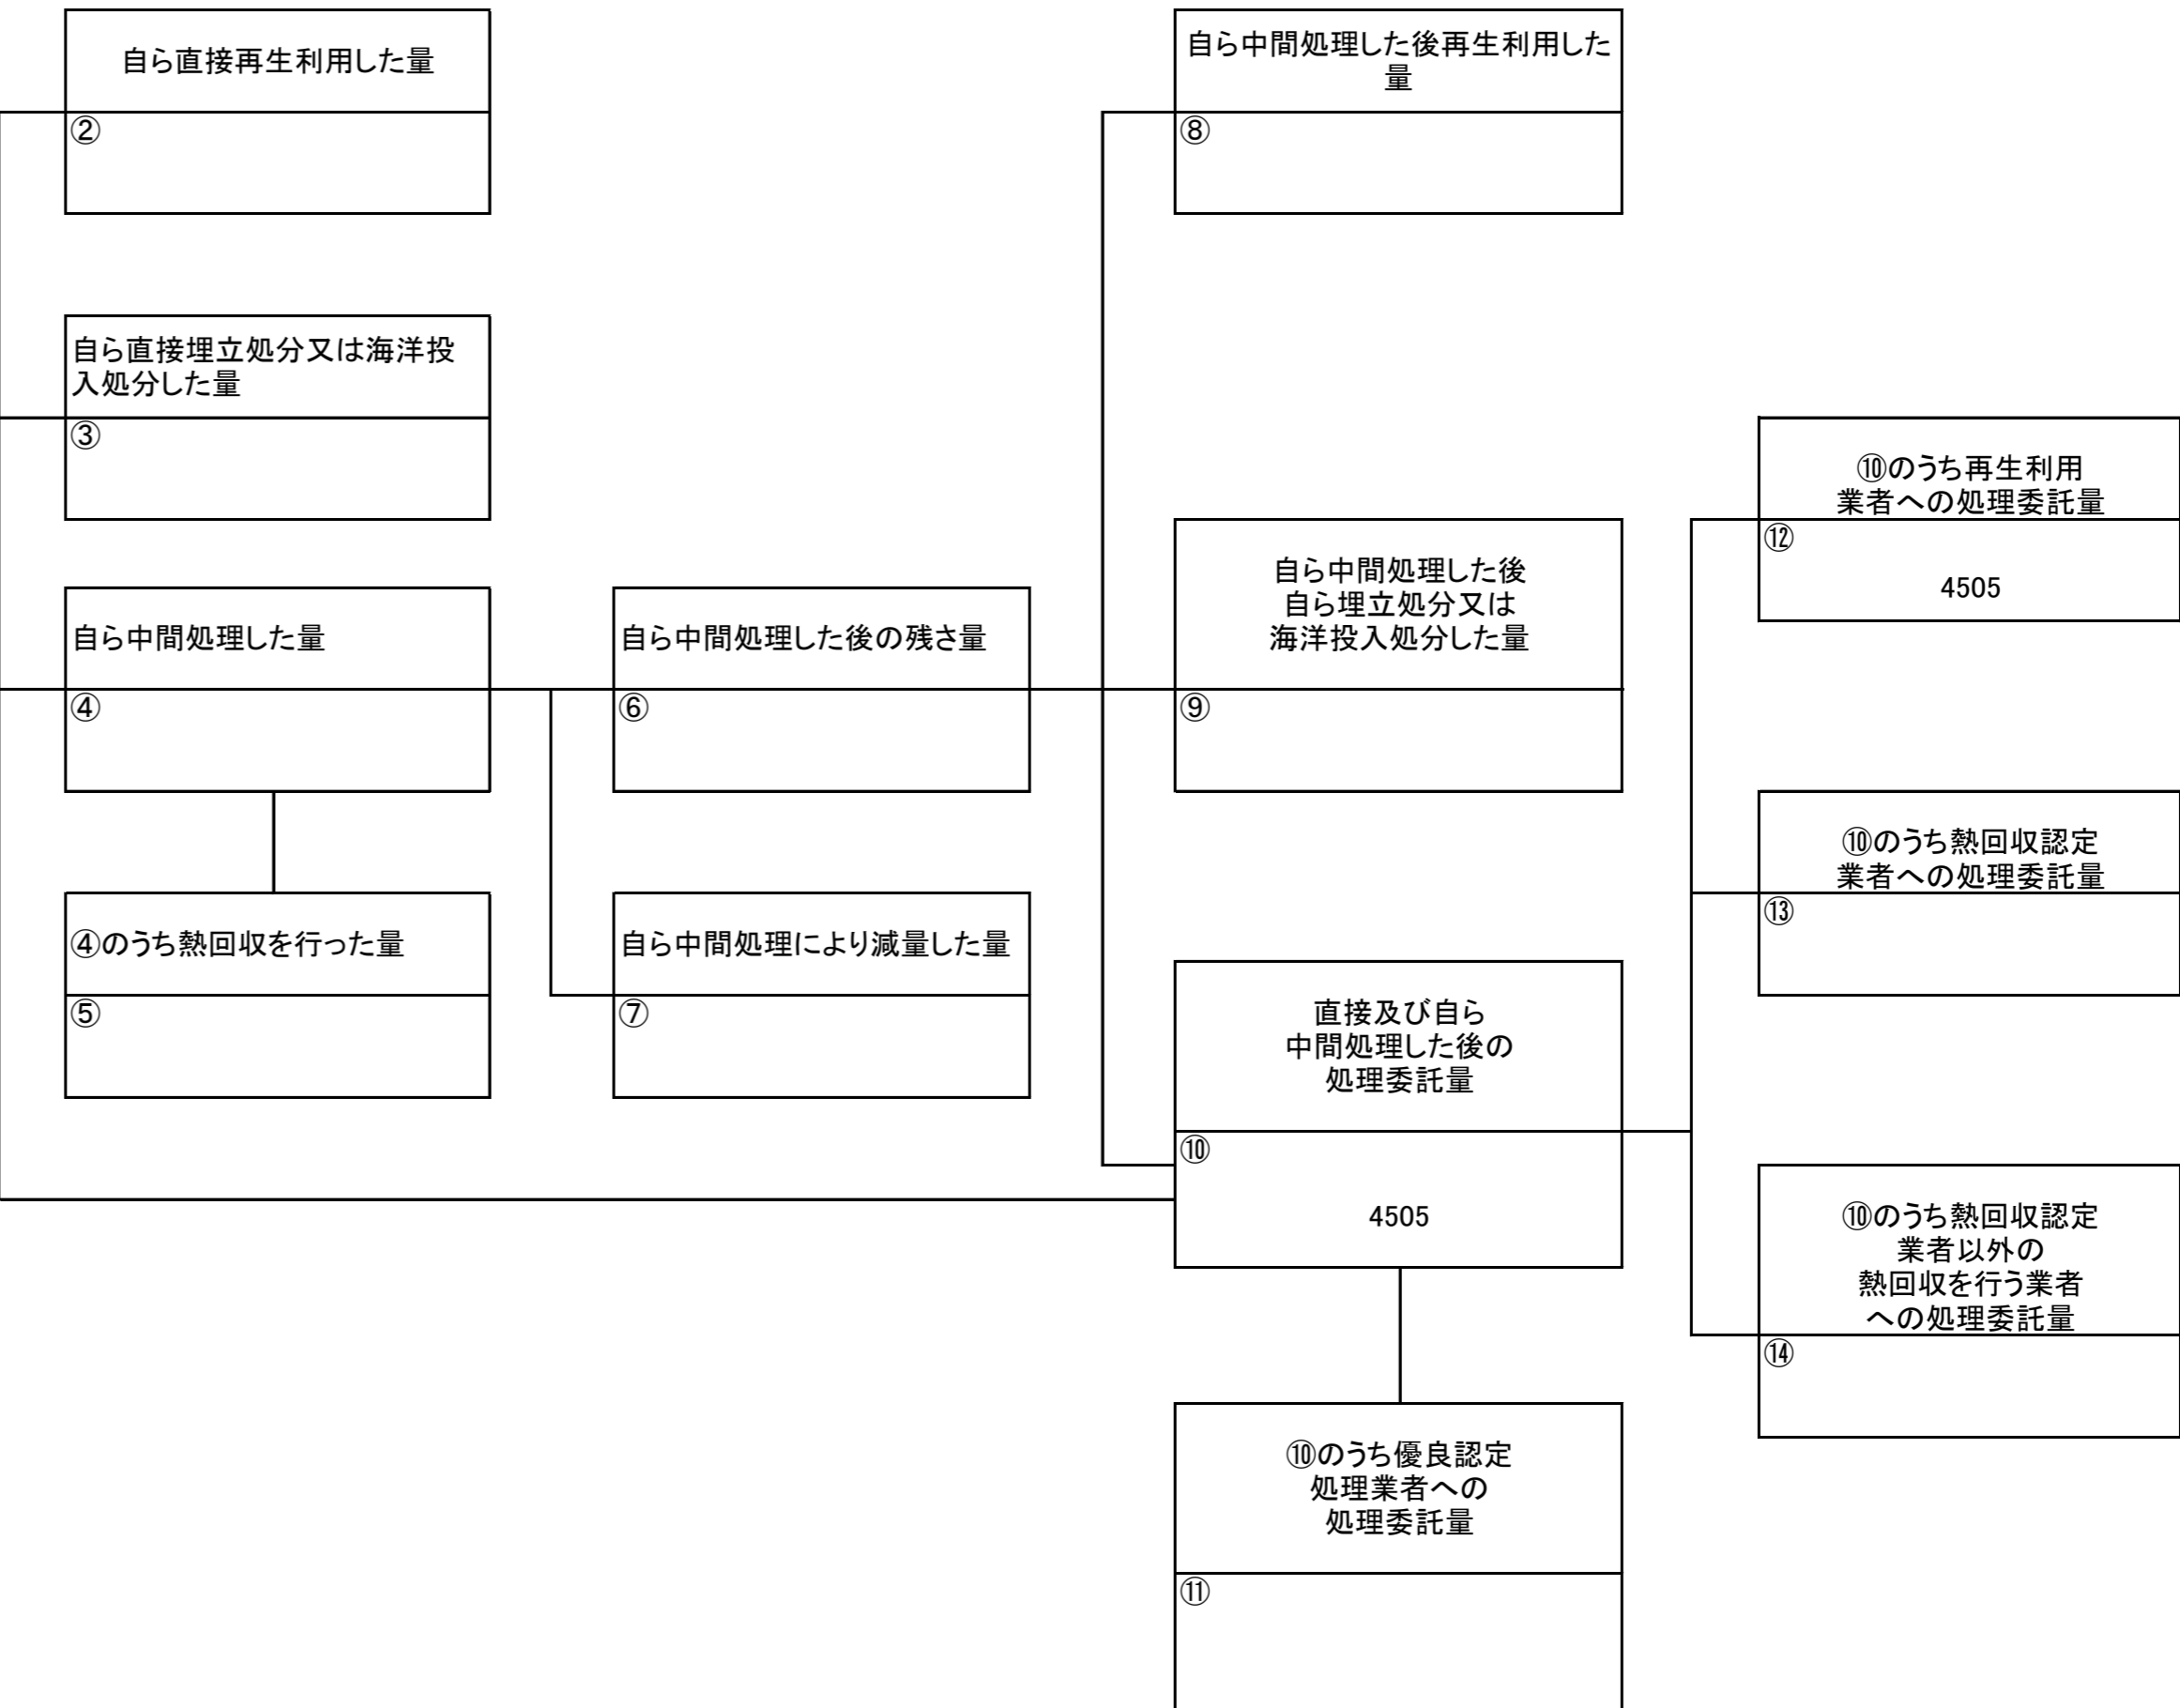 自ら直接再生利用した量
②
自ら中間処理した後再生利用した
量
⑧
自ら直接埋立処分又は海洋投
入処分した量
③
⑩のうち再生利用
業者への処理委託量
⑫
4505
自ら中間処理した量
④
自ら中間処理した後の残さ量
⑥
自ら中間処理した後
自ら埋立処分又は
海洋投入処分した量
⑨
⑩のうち熱回収認定
業者への処理委託量
⑬
④のうち熱回収を行った量
⑤
自ら中間処理により減量した量
⑦
直接及び自ら
中間処理した後の
処理委託量
⑩
4505
⑩のうち熱回収認定
業者以外の
熱回収を行う業者
への処理委託量
⑭
⑩のうち優良認定
処理業者への
処理委託量
⑪